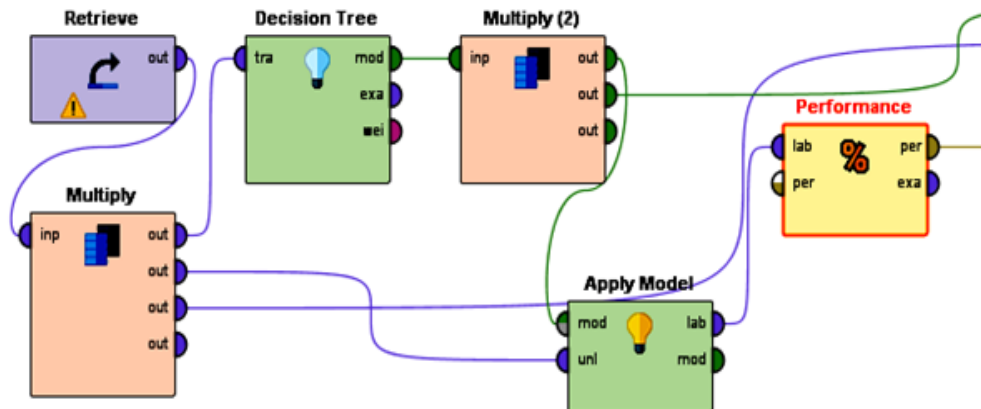 Retrieve
out
Decision Tree
tra
mod
exa
wei
Multiply (2)
inp
out
out
out
Performance
lab
per
%
per
exa
Multiply
inp
out
out
out
out
Apply Model
mod
lab
unl
mod